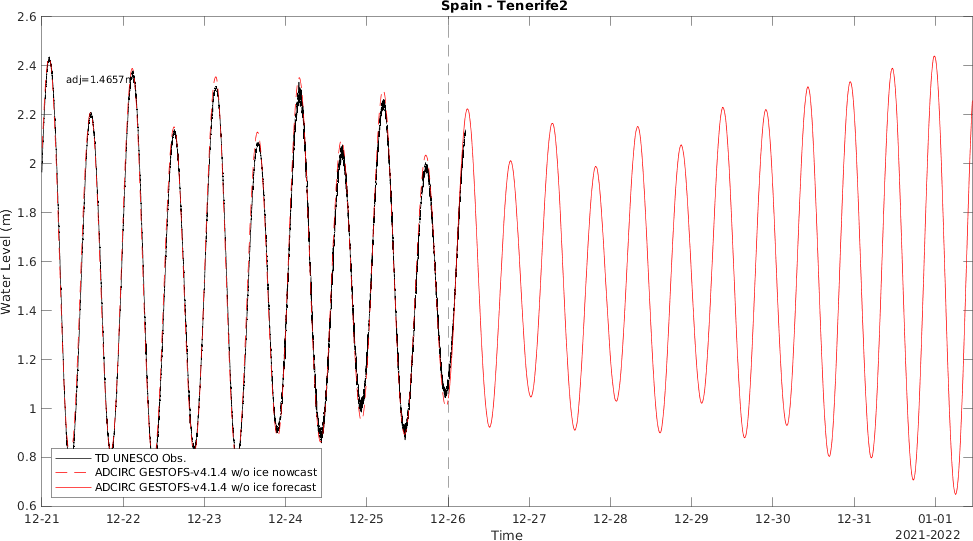 Spain - Tenerife2
2.6
2.4
2.2
2
1.8
1.6
1.4
1.2
1
0.8
0.6
Water Level (m)
adj=1.4657m
TD UNESCO Obs.
ADCIRC GESTOFS-v4.1.4 w/o ice nowcast
ADCIRC GESTOFS-v4.1.4 w/o ice forecast
12-21 12-22 12-23 12-24 12-25 12-26 12-27 12-28 12-29 12-30 12-31 01-01
2021-2022
Time